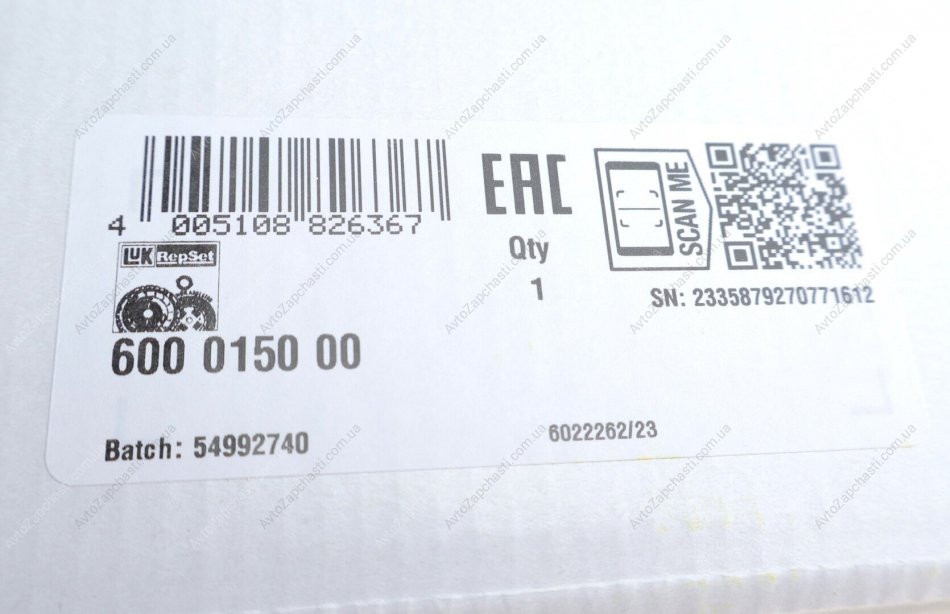 4 005108 826367
EAC
Qty
1
SCAN ME
SN: 2335879270771612
LuK RepSet
600 0150 00
Batch: 54992740
6022262/23
AvtoZapchasti.com.ua